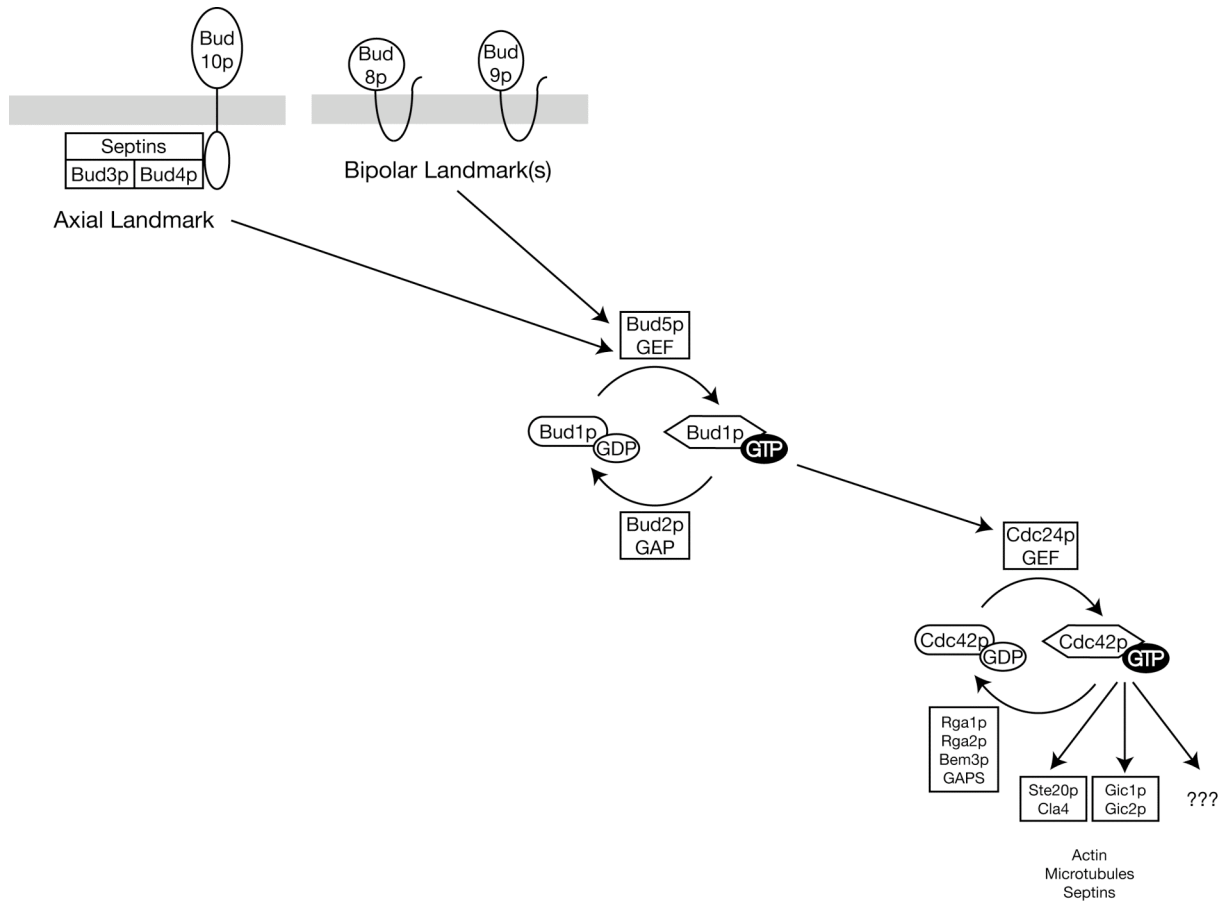 Bud
10p
Bud
8p
Bud
9p
Septins
Bud3p
Bud4p
Bipolar Landmark(s)
Axial Landmark
Bud5p
GEF
Bud1p
GDP
Bud1p
GTP
Bud2p
GAP
Cdc24p
GEF
Cdc42p
GDP
Cdc42p
GTP
Rga1p
Rga2p
Bem3p
GAPS
Ste20p
Cla4
Gic1p
Gic2p
???
Actin
Microtubules
Septins